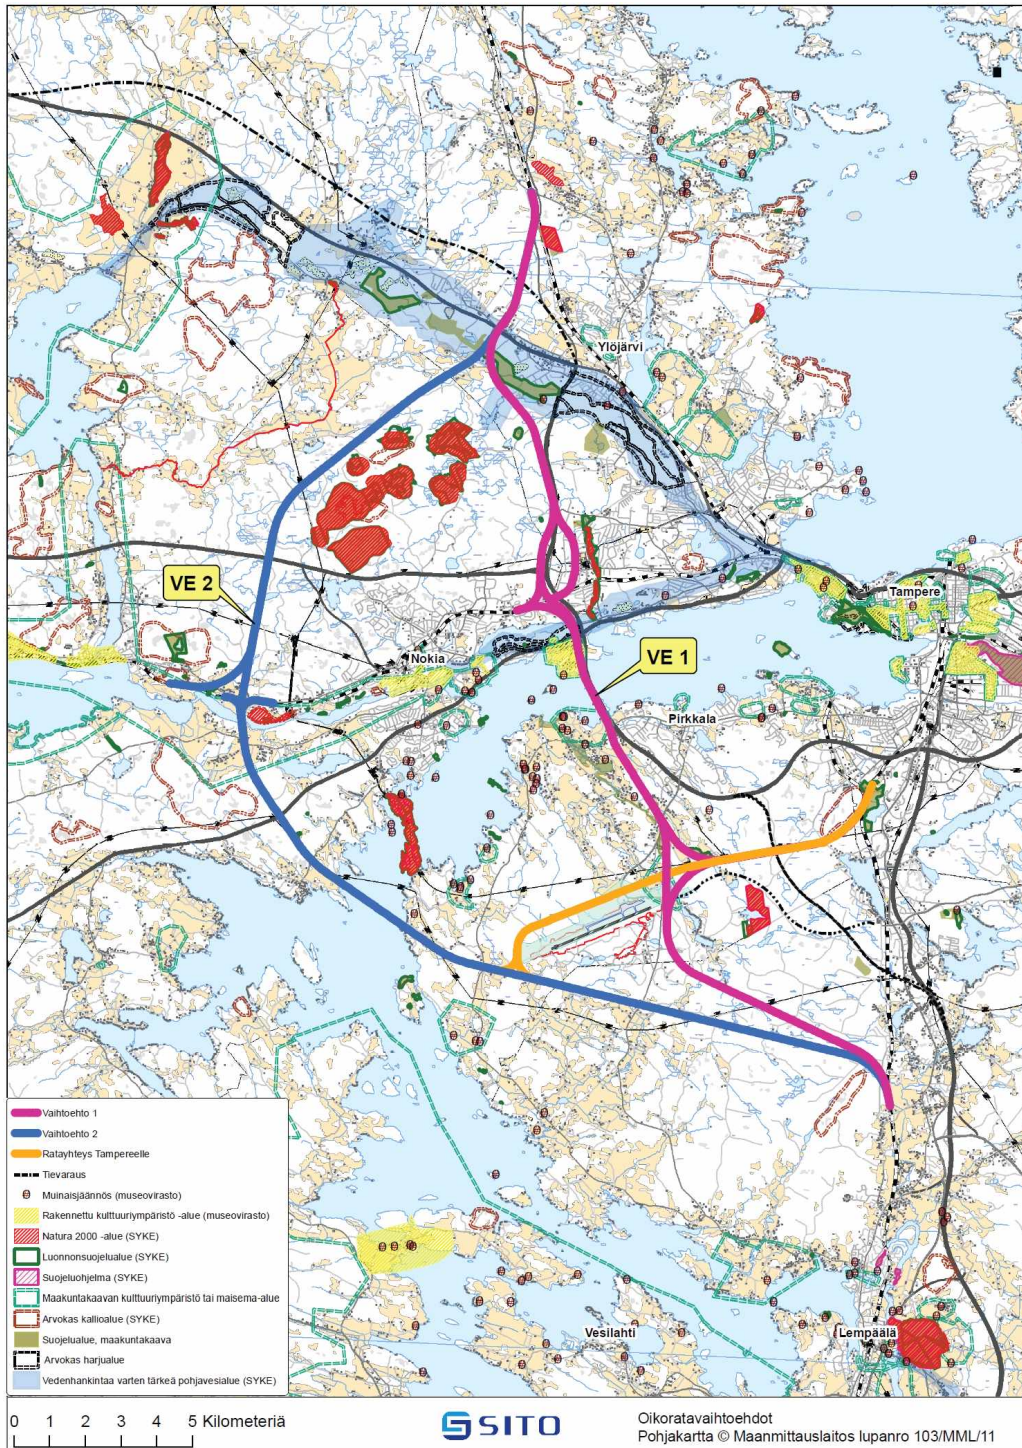 Ylöjärvi
VE 2
Tampere
Nokia
VE 1
Pirkkala
Vaihtoehto 1
Vaihtoehto 2
Ratayhteys Tampereelle
Tievaraus
Muinaisjäännös (museovirasto)
Rakennettu kulttuuriympäristö -alue (museovirasto)
Natura 2000 -alue (SYKE)
Luonnonsuojelualue (SYKE)
Suojeluohjelma (SYKE)
Maakuntakaavan kulttuuriympäristö tai maisema-alue
Arvokas kallioalue (SYKE)
Suojelualue, maakuntakaava
Arvokas harjualue
Vedenhankintaa varten tärkeä pohjavesialue (SYKE)
Vesilahti
Lempäälä
0 1 2 3 4 5 Kilometeriä
SITO
Oikoratavaihtoehdot
Pohjakartta © Maanmittauslaitos lupanro 103/MML/11